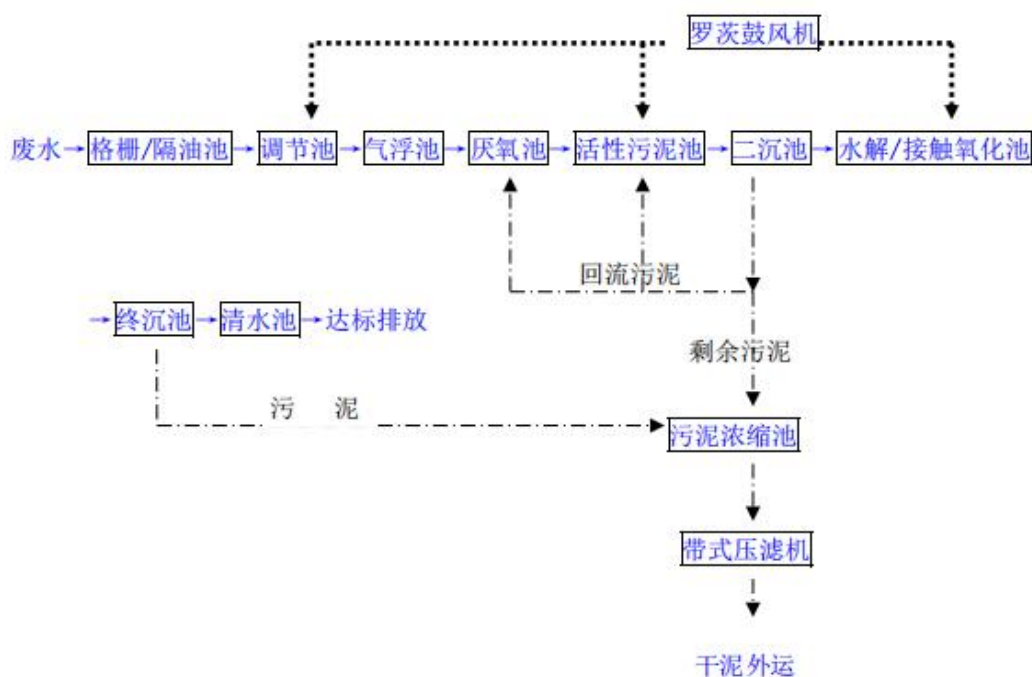 罗茨鼓风机
废水→格栅/隔油池→调节池→气浮池→厌氧池→活性污泥池→二沉池→水解/接触氧化池
回流污泥
→终沉池→清水池→达标排放
剩余污泥
污 泥
污泥浓缩池
带式压滤机
干泥外运